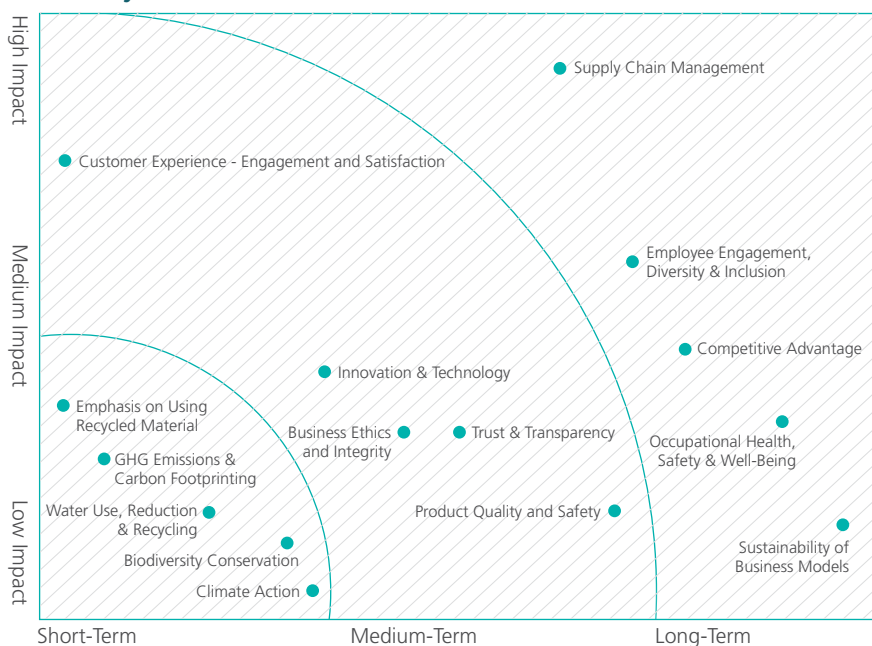 High Impact
Medium Impact
Low Impact
Supply Chain Management
Customer Experience - Engagement and Satisfaction
Employee Engagement,
Diversity & Inclusion
Competitive Advantage
Innovation & Technology
Emphasis on Using
Recycled Material
Business Ethics
and Integrity
Trust & Transparency
Occupational Health,
Safety & Well-Being
GHG Emissions &
Carbon Footprinting
Water Use, Reduction
& Recycling
Product Quality and Safety
Biodiversity Conservation
Sustainability of
Business Models
Climate Action
Short-Term
Medium-Term
Long-Term